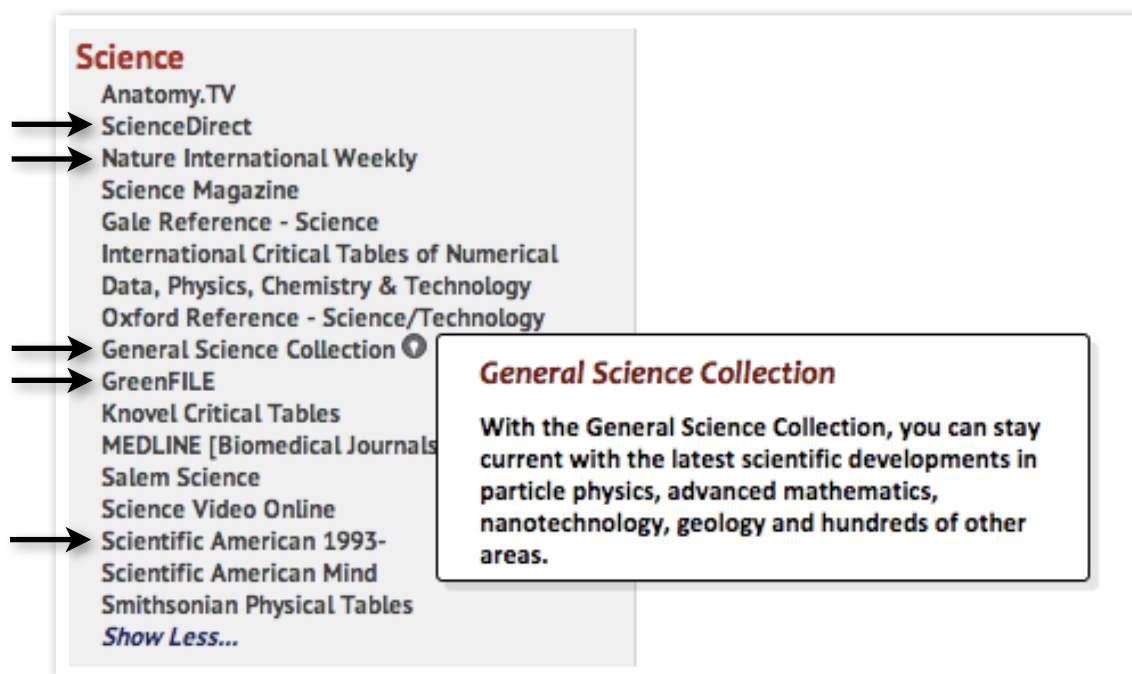 Science
Anatomy.TV
ScienceDirect
Nature International Weekly
Science Magazine
Gale Reference - Science
International Critical Tables of Numerical
Data, Physics, Chemistry & Technology
Oxford Reference - Science/Technology
General Science Collection
GreenFILE
Knovel Critical Tables
MEDLINE [Biomedical Journals
Salem Science
Science Video Online
Scientific American 1993-
Scientific American Mind
Smithsonian Physical Tables
Show Less...
General Science Collection
With the General Science Collection, you can stay
current with the latest scientific developments in
particle physics, advanced mathematics,
nanotechnology, geology and hundreds of other
areas.